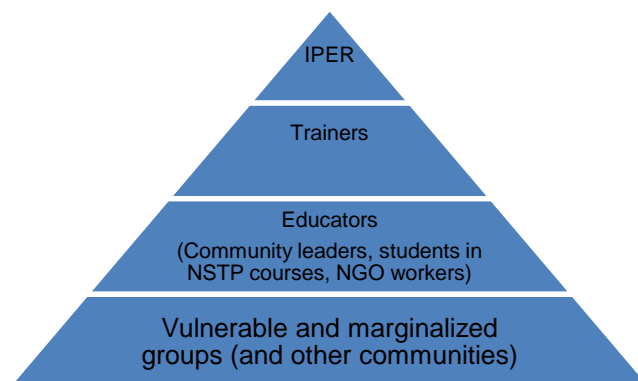 IPER
Trainers
Educators
(Community leaders, students in
NSTP courses, NGO workers)
Vulnerable and marginalized
groups (and other communities)